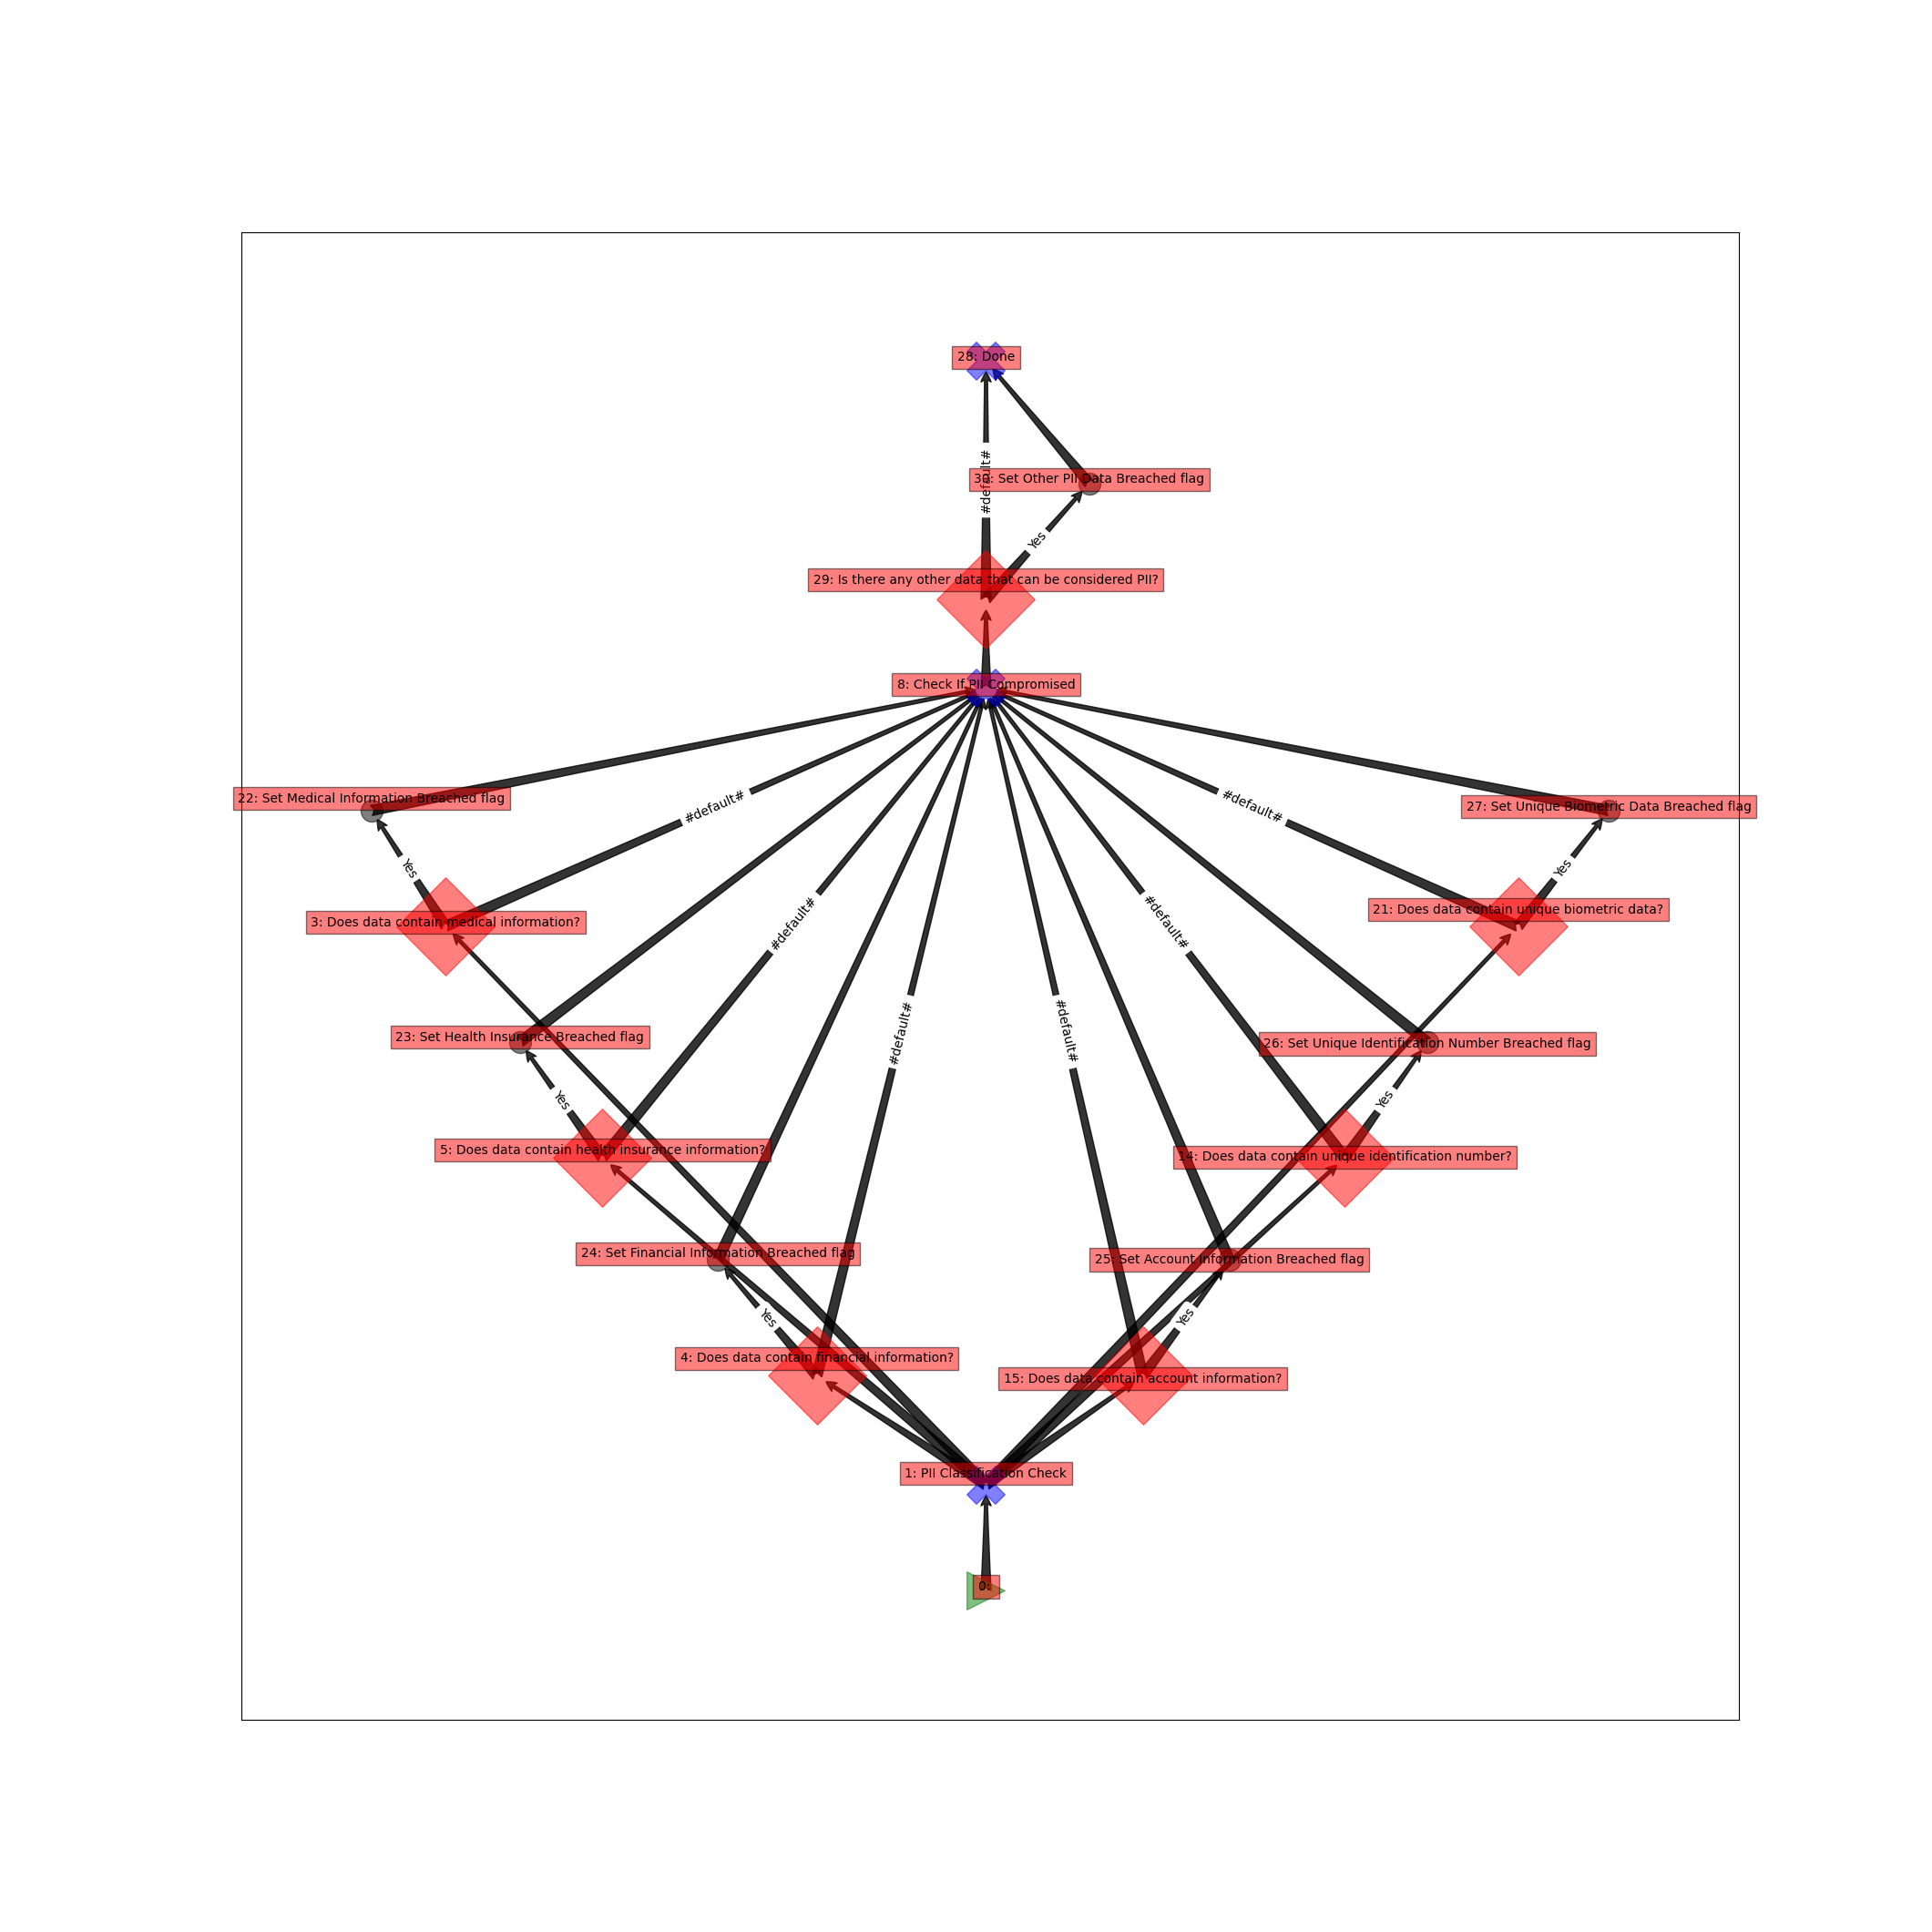 28: Done
#default#
30: Set Other PII Data Breached flag
Yes
29: Is there any other data that can be considered PII?
8: Check If PII Compromised
22: Set Medical Information Breached flag
#default#
#default#
27: Set Unique Biometric Data Breached flag
Yes
Yes
3: Does data contain medical information?
#default#
#default#
21: Does data contain unique biometric data?
23: Set Health Insurance Breached flag
#default#
#default#
26: Set Unique Identification Number Breached flag
Yes
Yes
5: Does data contain health insurance information?
14: Does data contain unique identification number?
24: Set Financial Information Breached flag
25: Set Account Information Breached flag
Yes
Yes
4: Does data contain financial information?
15: Does data contain account information?
1: PII Classification Check
0: